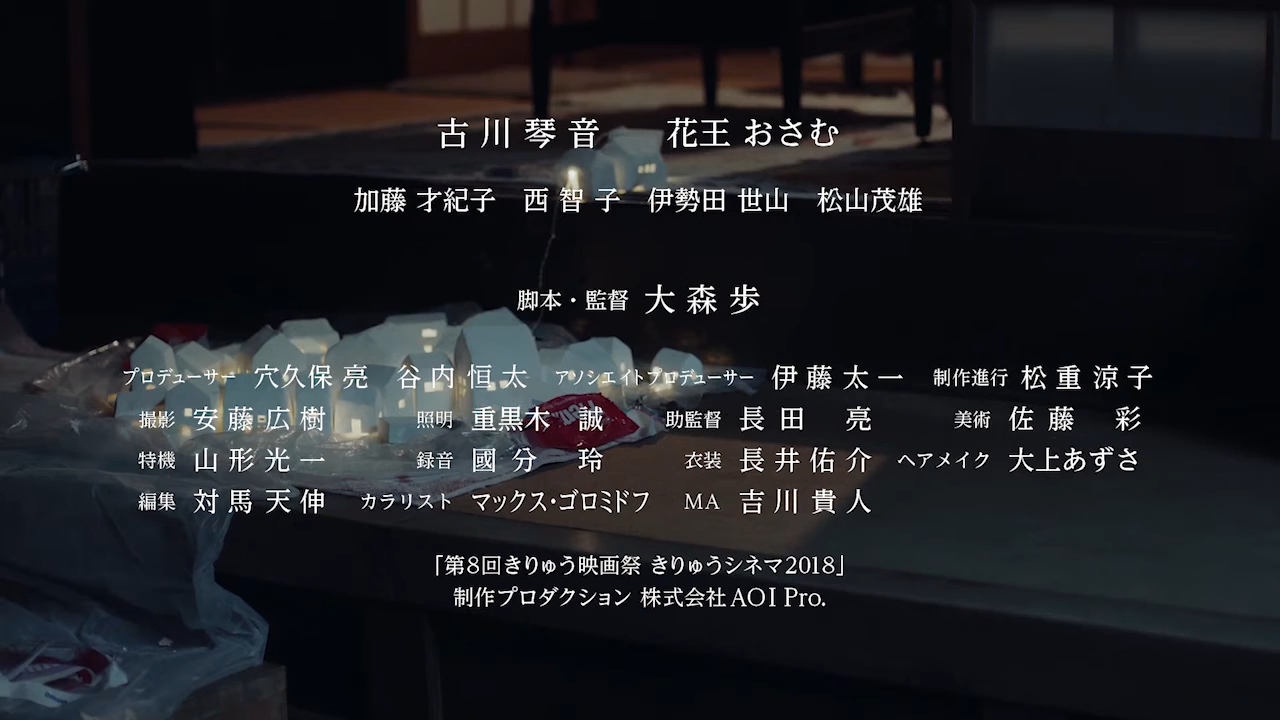 古川琴音　花王おさむ
加藤才紀子　西智子　伊勢田世山　松山茂雄
脚本・監督 大森歩
プロデューサー 穴久保亮　谷内恒太　アソシエイトプロデューサー 伊藤太一　制作進行 松重涼子
撮影 安藤広樹　照明 重黒木誠　助監督 長田亮　美術 佐藤彩
特機 山形光一　録音 國分玲　衣装 長井佑介　ヘアメイク 大上あずさ
編集 対馬天伸　カラリスト マックス・ゴロミドフ　MA 吉川貴人
「第8回きりゅう映画祭 きりゅうシネマ2018」
制作プロダクション 株式会社AOI Pro.